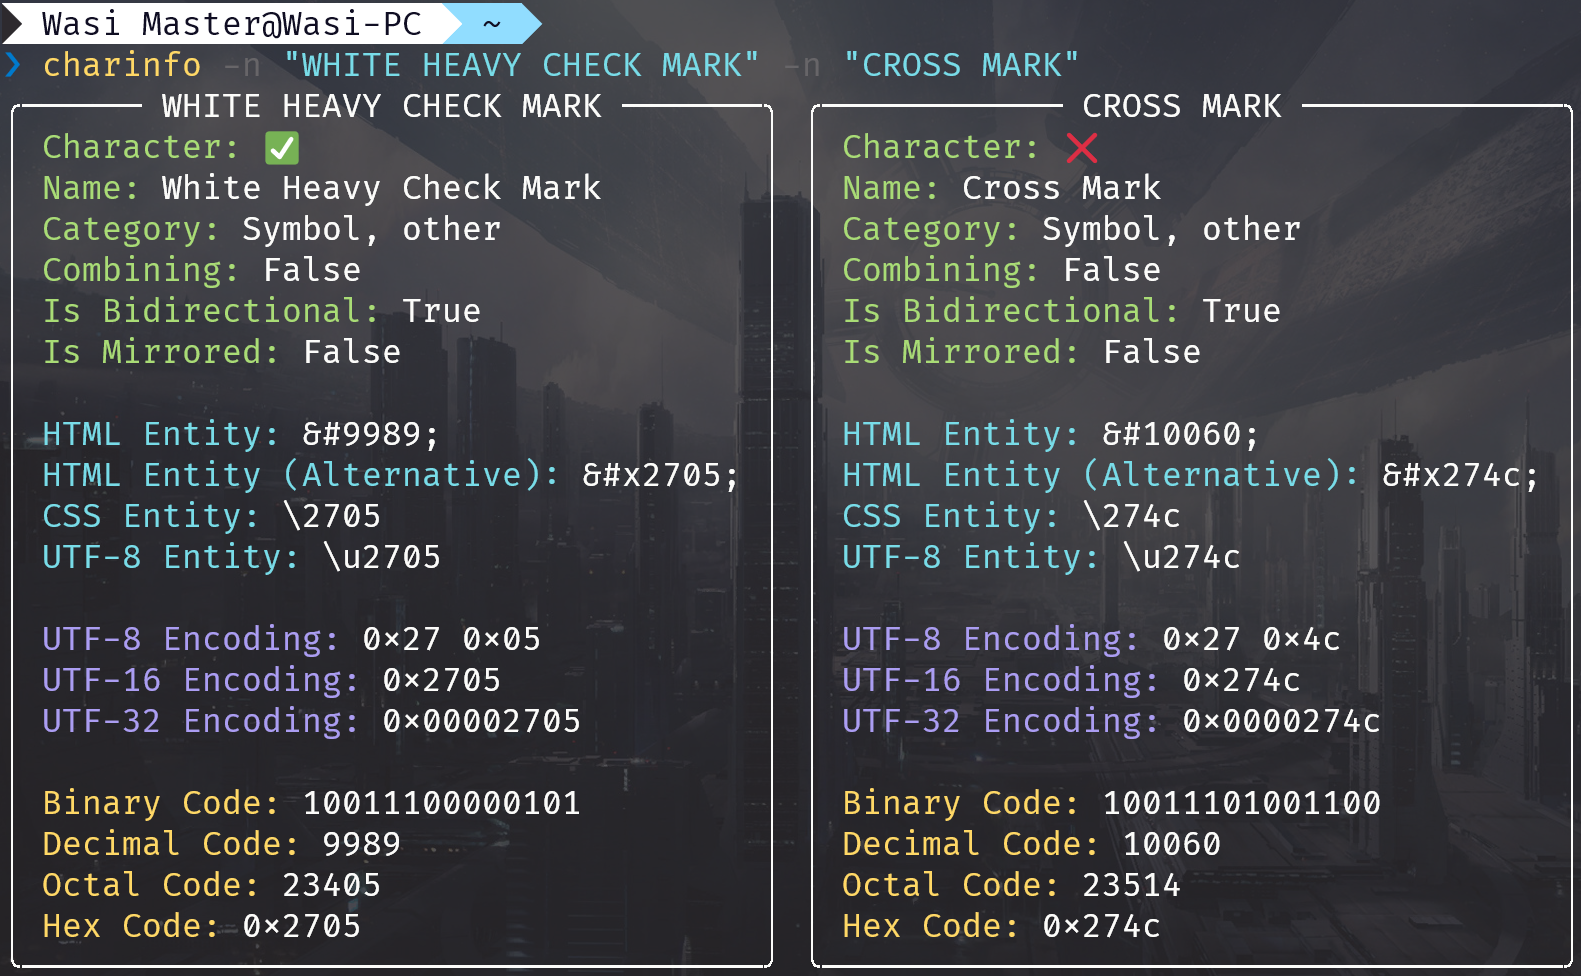 Wasi Master@Wasi-PC ~
❯ charinfo -n "WHITE HEAVY CHECK MARK" -n "CROSS MARK"
WHITE HEAVY CHECK MARK
Character: ✅
Name: White Heavy Check Mark
Category: Symbol, other
Combining: False
Is Bidirectional: True
Is Mirrored: False
HTML Entity: &#9989;
HTML Entity (Alternative): &#x2705;
CSS Entity: \2705
UTF-8 Entity: \u2705
UTF-8 Encoding: 0x27 0x05
UTF-16 Encoding: 0x2705
UTF-32 Encoding: 0x00002705
Binary Code: 10011100000101
Decimal Code: 9989
Octal Code: 23405
Hex Code: 0x2705
CROSS MARK
Character: ❌
Name: Cross Mark
Category: Symbol, other
Combining: False
Is Bidirectional: True
Is Mirrored: False
HTML Entity: &#10060;
HTML Entity (Alternative): &#x274c;
CSS Entity: \274c
UTF-8 Entity: \u274c
UTF-8 Encoding: 0x27 0x4c
UTF-16 Encoding: 0x274c
UTF-32 Encoding: 0x0000274c
Binary Code: 10011101001100
Decimal Code: 10060
Octal Code: 23514
Hex Code: 0x274c